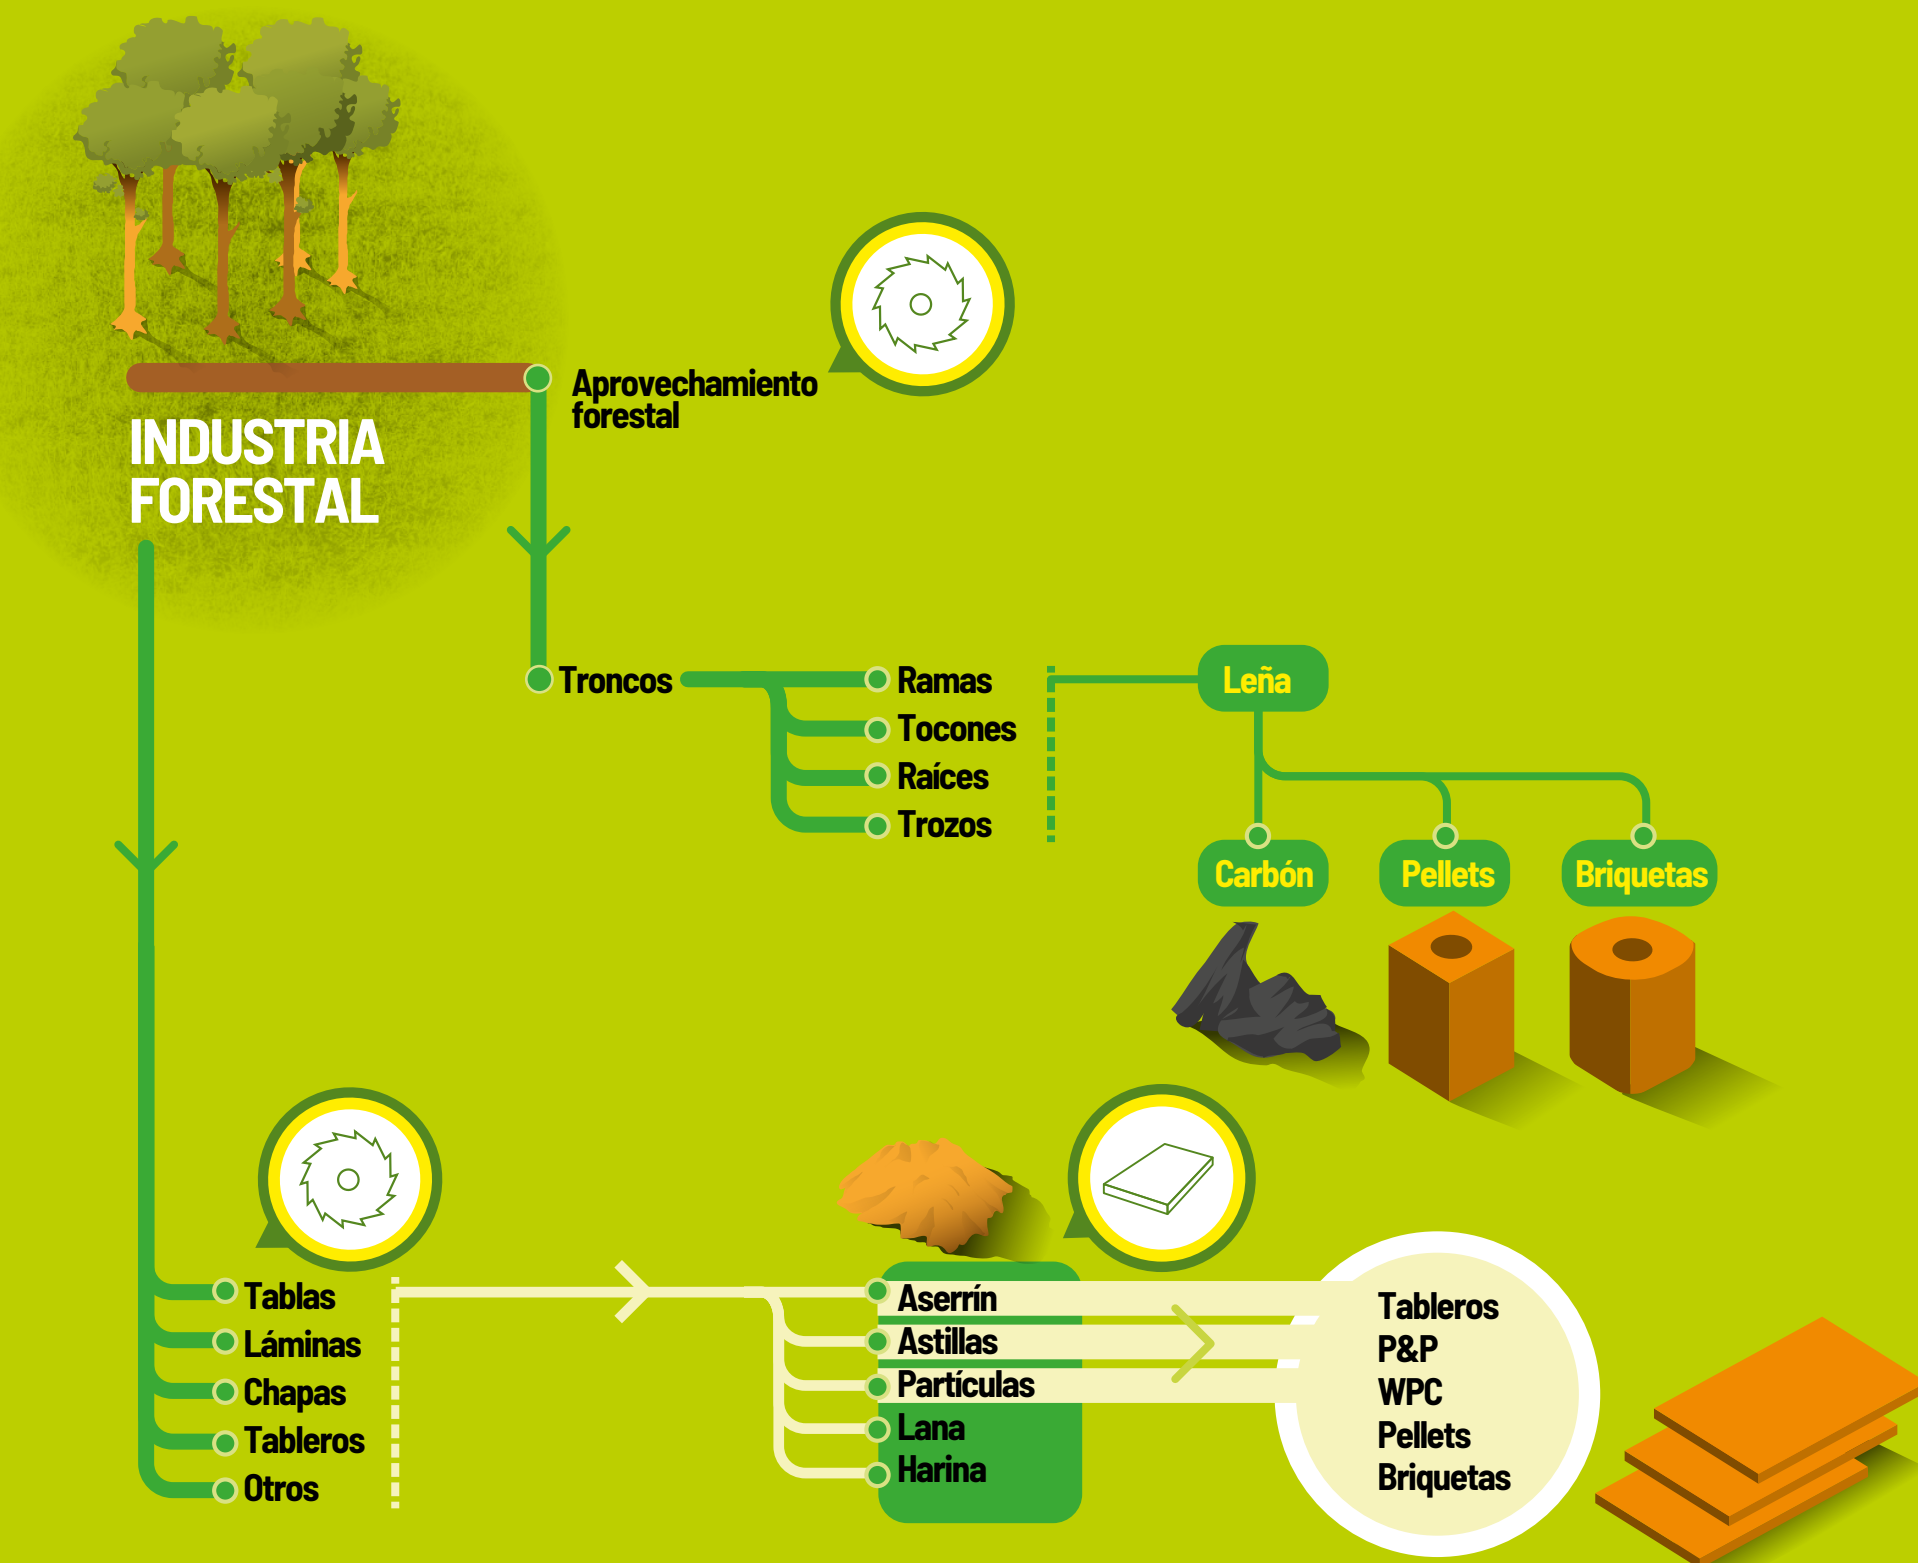 Aprovechamiento
forestal
INDUSTRIA
FORESTAL
Troncos
Ramas
Tocones
Raíces
Trozos
Leña
Carbón
Pellets
Briquetas
Tablas
Láminas
Chapas
Tableros
Otros
Aserrín
Astillas
Partículas
Lana
Harina
Tableros
P&P
WPC
Pellets
Briquetas